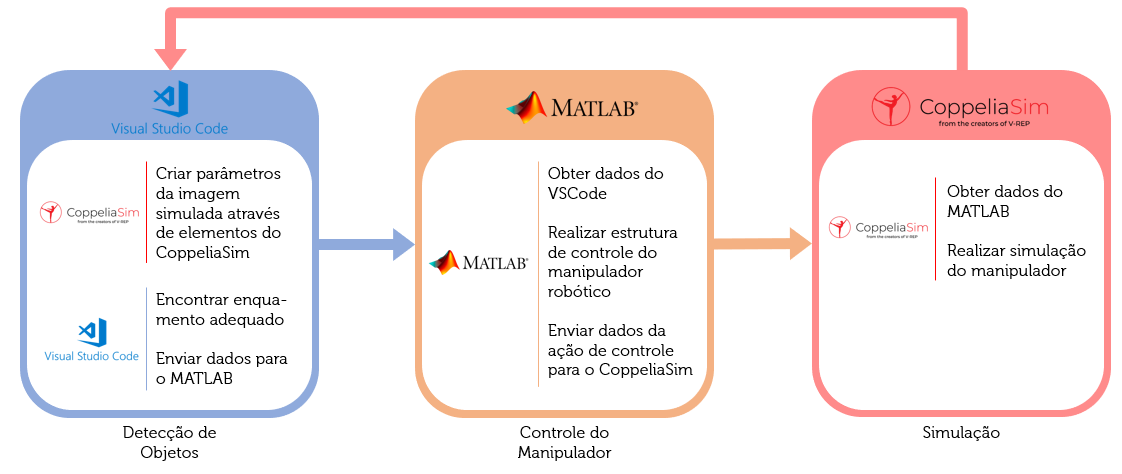 Visual Studio Code
CoppeliaSim
from the creators of V-REP
Criar parâmetros
da imagem
simulada através
de elementos do
CoppeliaSim
Visual Studio Code
Encontrar enqua-
mento adequado
Enviar dados para
o MATLAB
Detecção de
Objetos
MATLAB®
MATLAB®
Obter dados do
VSCode
Realizar estrutura
de controle do
manipulador
robótico
Enviar dados da
ação de controle
para o CoppeliaSim
Controle do
Manipulador
CoppeliaSim
from the creators of V-REP
CoppeliaSim
from the creators of V-REP
Obter dados do
MATLAB
Realizar simulação
do manipulador
Simulação